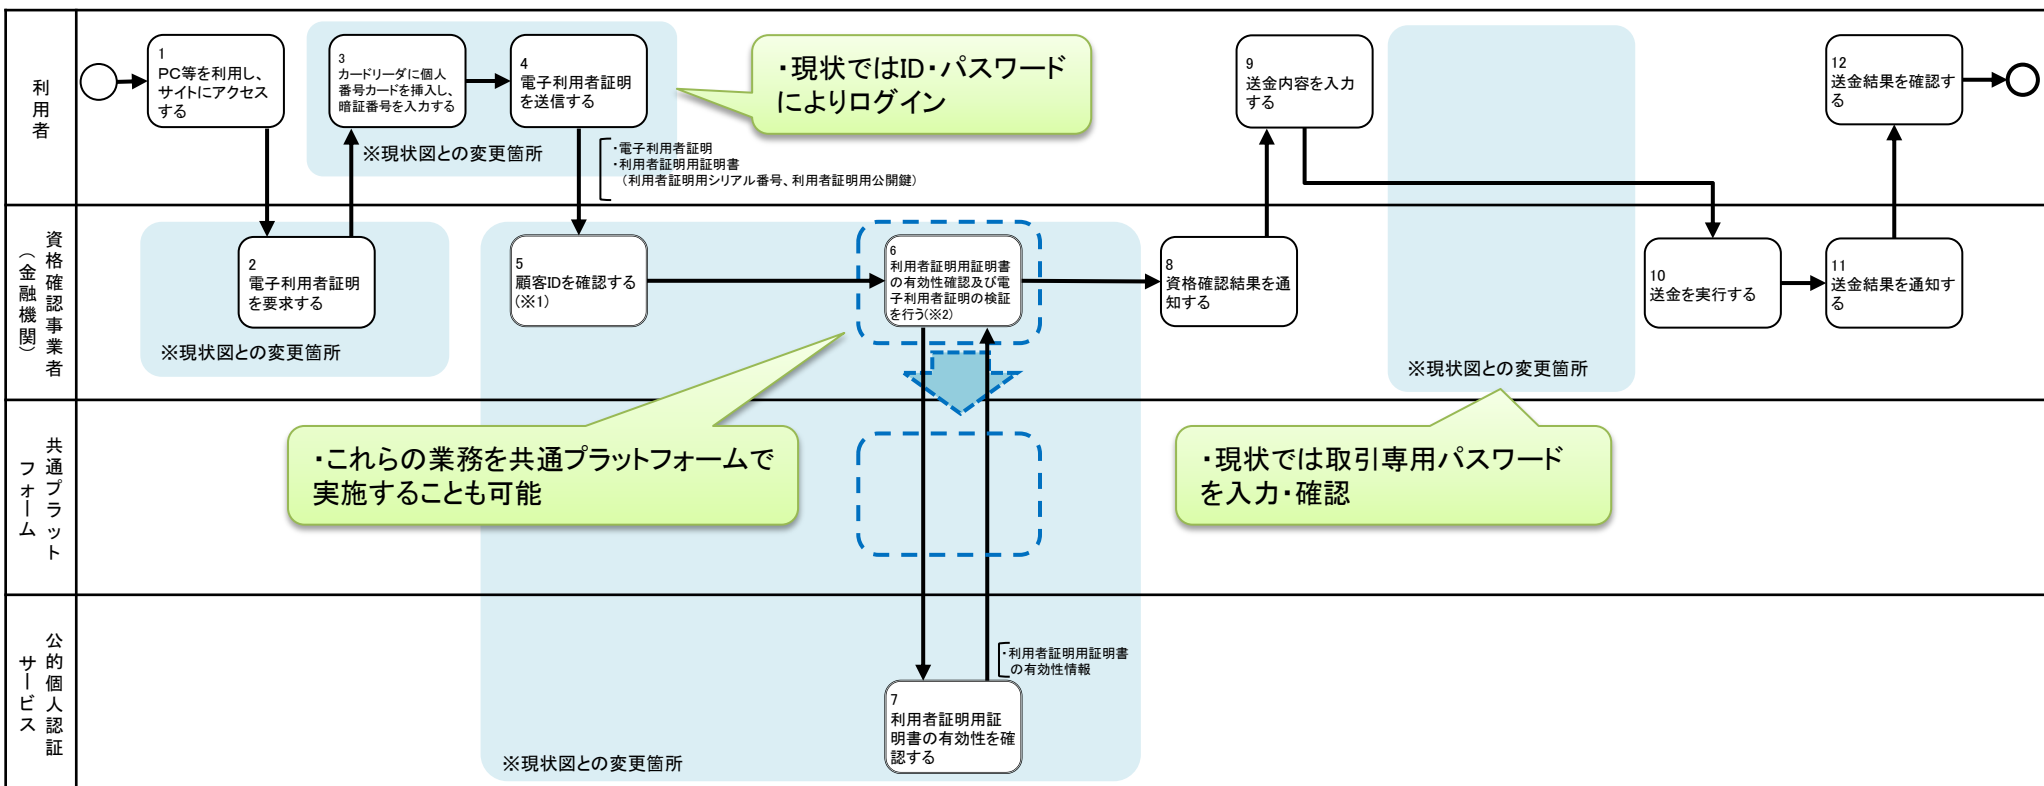 利用者
1
PC等を利用し、
サイトにアクセス
する
3
カードリーダに個人
番号カードを挿入し、
暗証番号を入力する
4
電子利用者証明
を送信する
※現状図との変更箇所
・現状ではID・パスワード
によりログイン
・電子利用者証明
・利用者証明用証明書
（利用者証明用シリアル番号、利用者証明用公開鍵）
9
送金内容を入力
する
12
送金結果を確認す
る
資格確認事業者
（金融機関）
2
電子利用者証明
を要求する
※現状図との変更箇所
5
顧客IDを確認する
(※1)
6
利用者証明用証明書
の有効性確認及び電
子利用者証明の検証
を行う(※2)
8
資格確認結果を通
知する
※現状図との変更箇所
10
送金を実行する
11
送金結果を通知す
る
共通プラット
フォーム
・これらの業務を共通プラットフォームで
実施することも可能
・現状では取引専用パスワード
を入力・確認
公的個人認証
サービス
・利用者証明用証明書
の有効性情報
7
利用者証明用証
明書の有効性を確
認する
※現状図との変更箇所